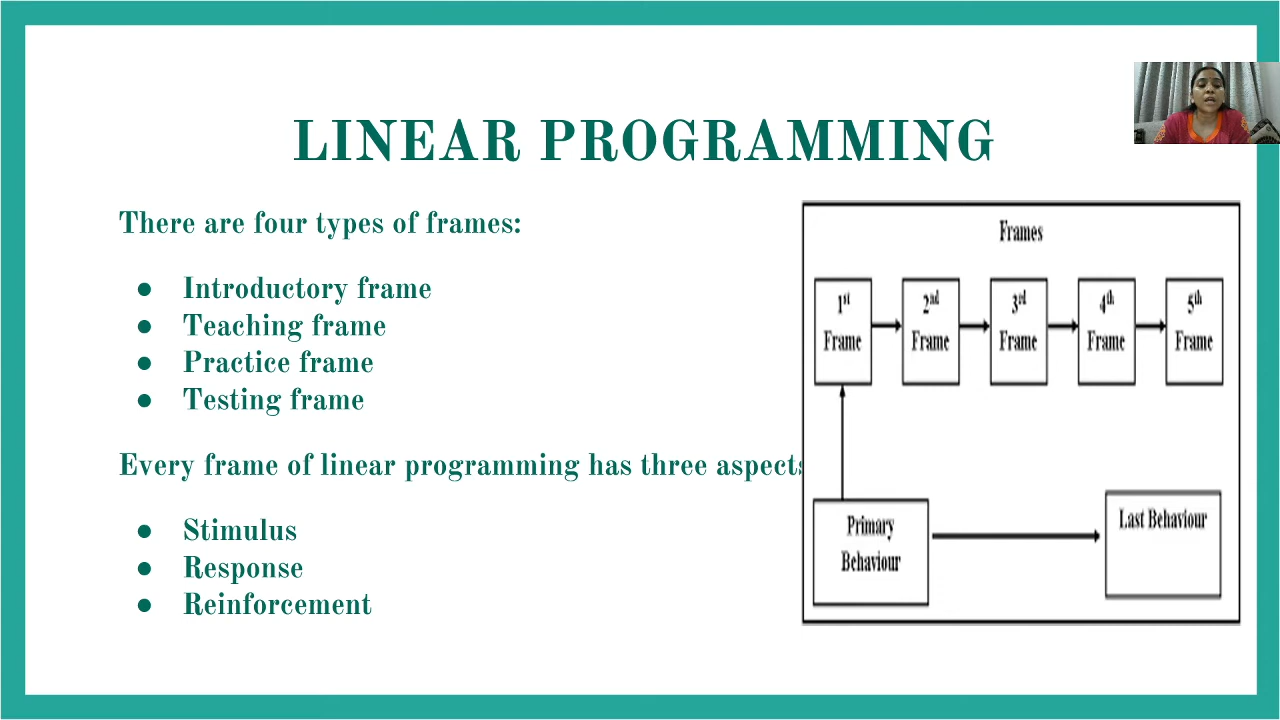 LINEAR PROGRAMMING
There are four types of frames:
● Introductory frame
● Teaching frame
● Practice frame
● Testing frame
Every frame of linear programming has three aspects
● Stimulus
● Response
● Reinforcement
Frames
1st Frame
2nd Frame
3rd Frame
4th Frame
5th Frame
Primary
Behaviour
Last Behaviour